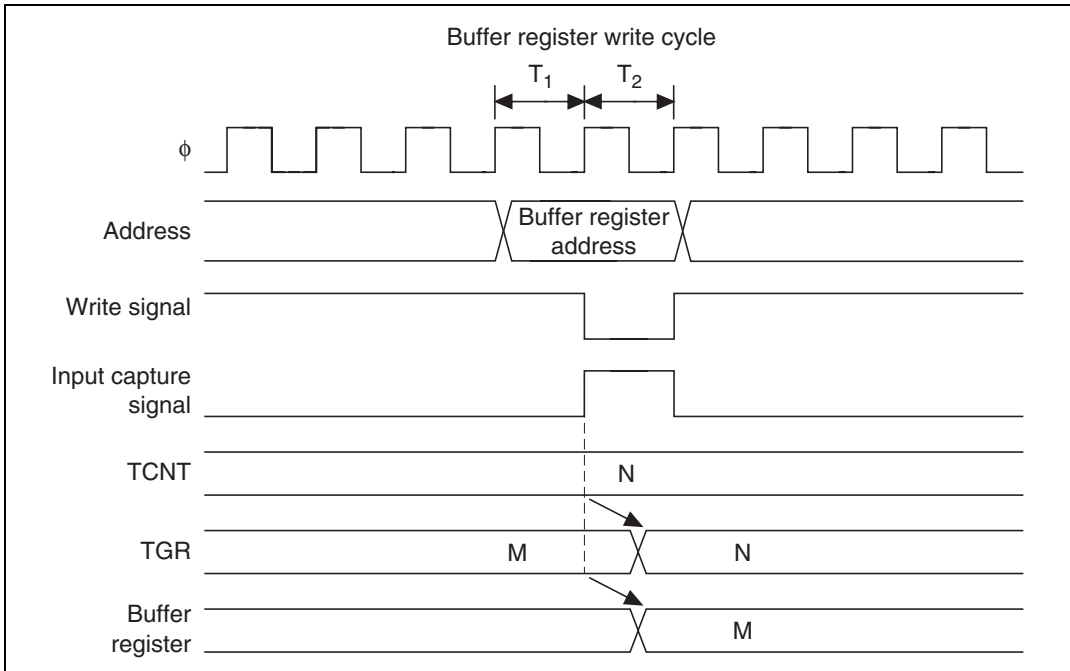 Buffer register write cycle
T1 T2
ϕ
Address
Buffer register
address
Write signal
Input capture
signal
TCNT
N
TGR
M
N
Buffer
register
M